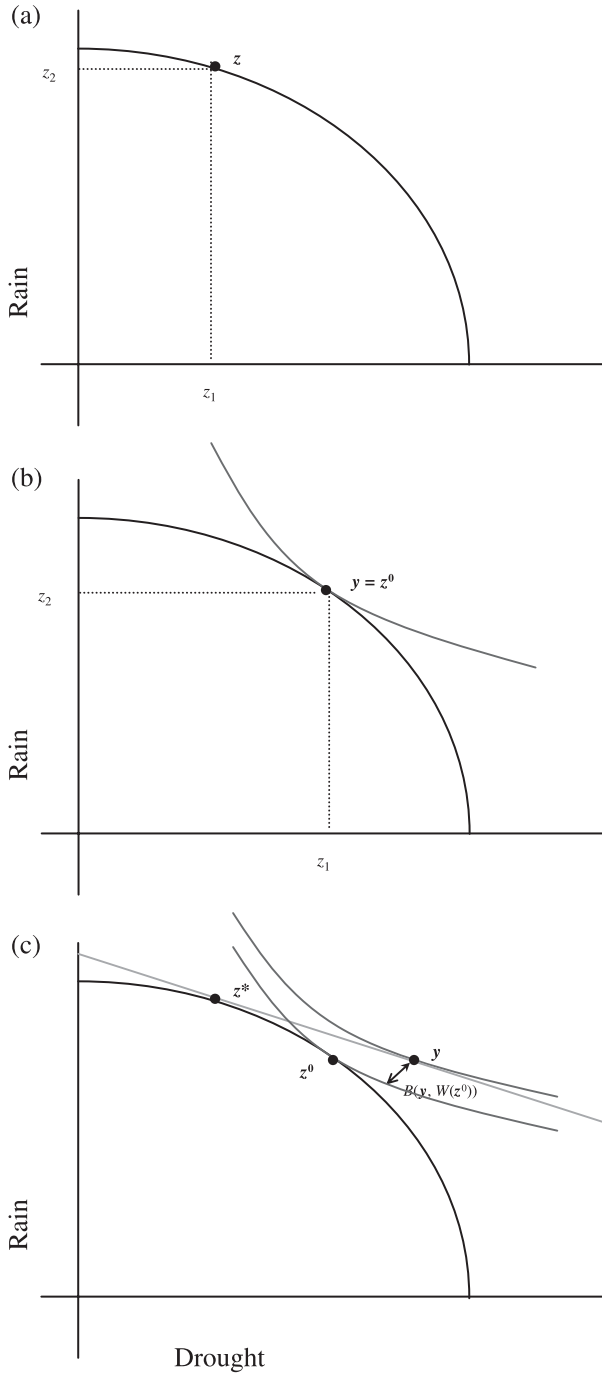 (a)
z
z₂
Rain
z₁
(b)
y = z⁰
z₂
Rain
z₁
(c)
z*
y
z⁰
B(y, W(z⁰))
Rain
Drought